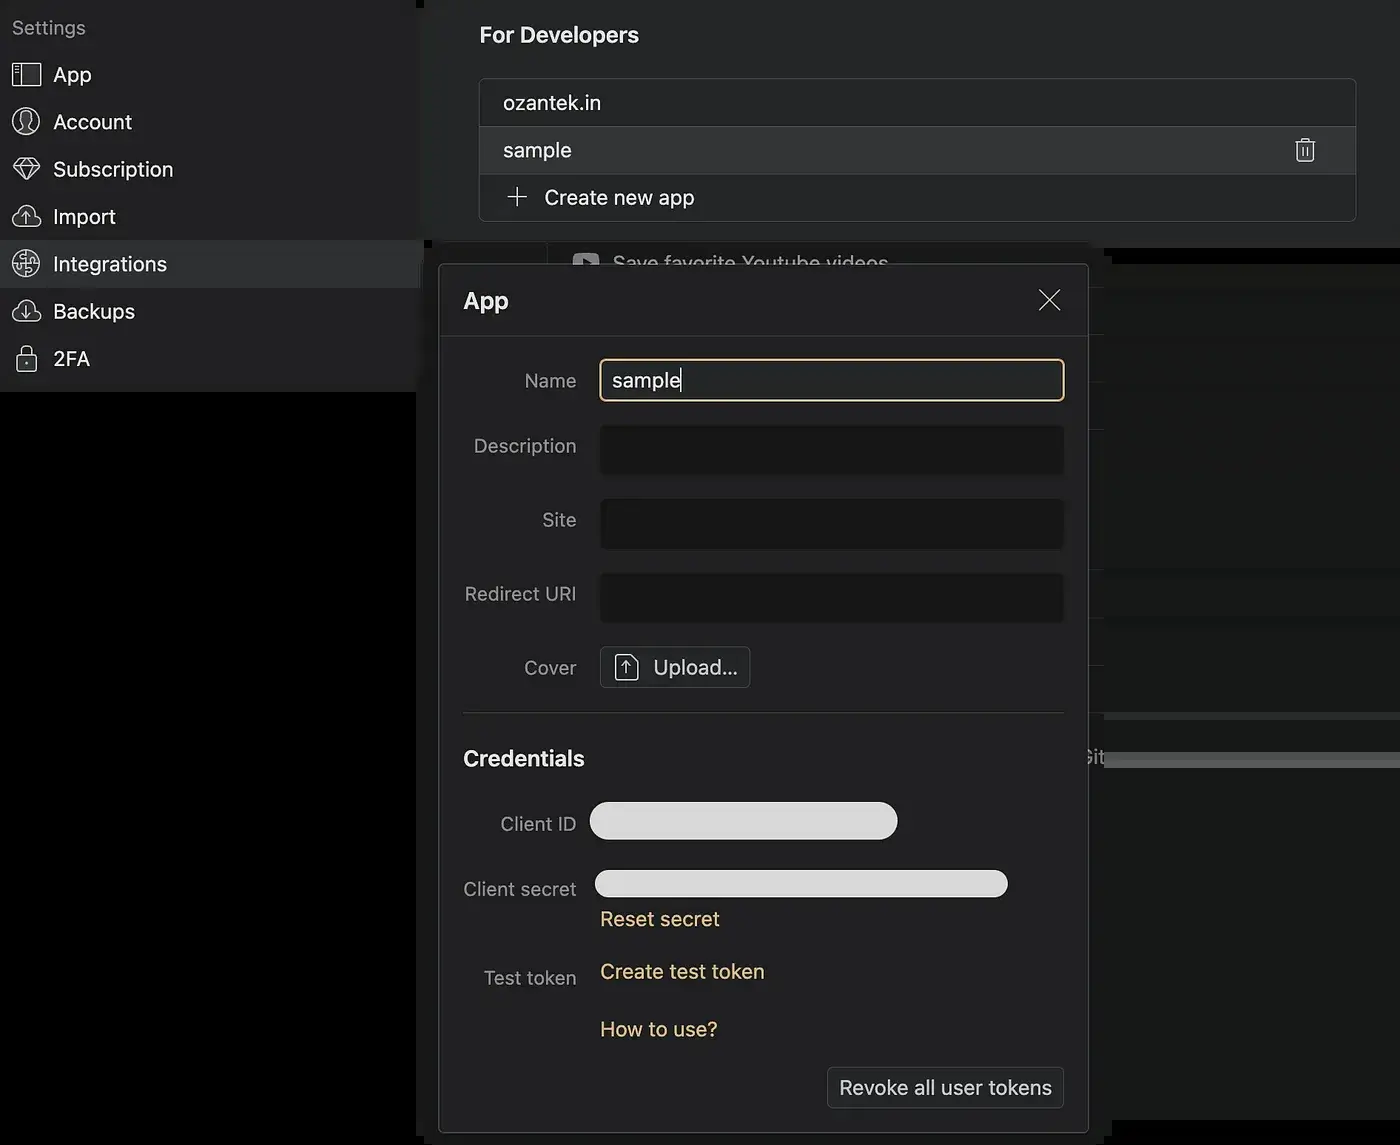 Settings
App
Account
Subscription
Import
Integrations
Backups
2FA
For Developers
ozantek.in
sample
Create new app
Save favorite Youtube videos
App
Name
sample
Description
Site
Redirect URI
Cover
Upload...
Credentials
Client ID
Client secret
Reset secret
Test token
Create test token
How to use?
Revoke all user tokens